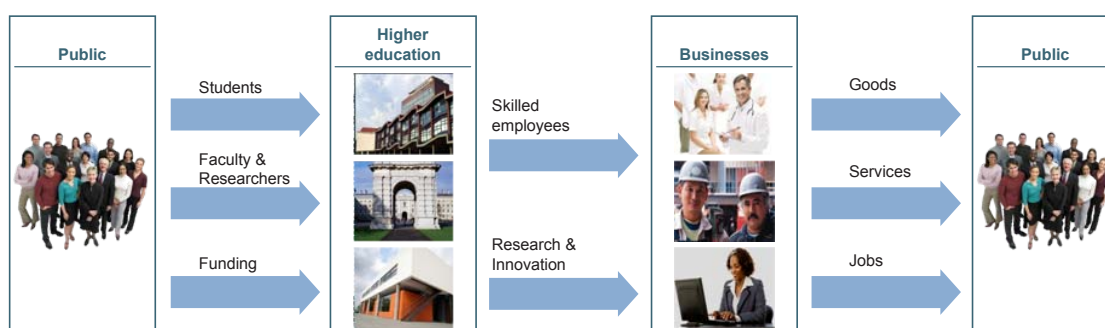 Public
Students
Faculty &
Researchers
Funding
Higher
education
Skilled
employees
Research &
Innovation
Businesses
Goods
Services
Jobs
Public